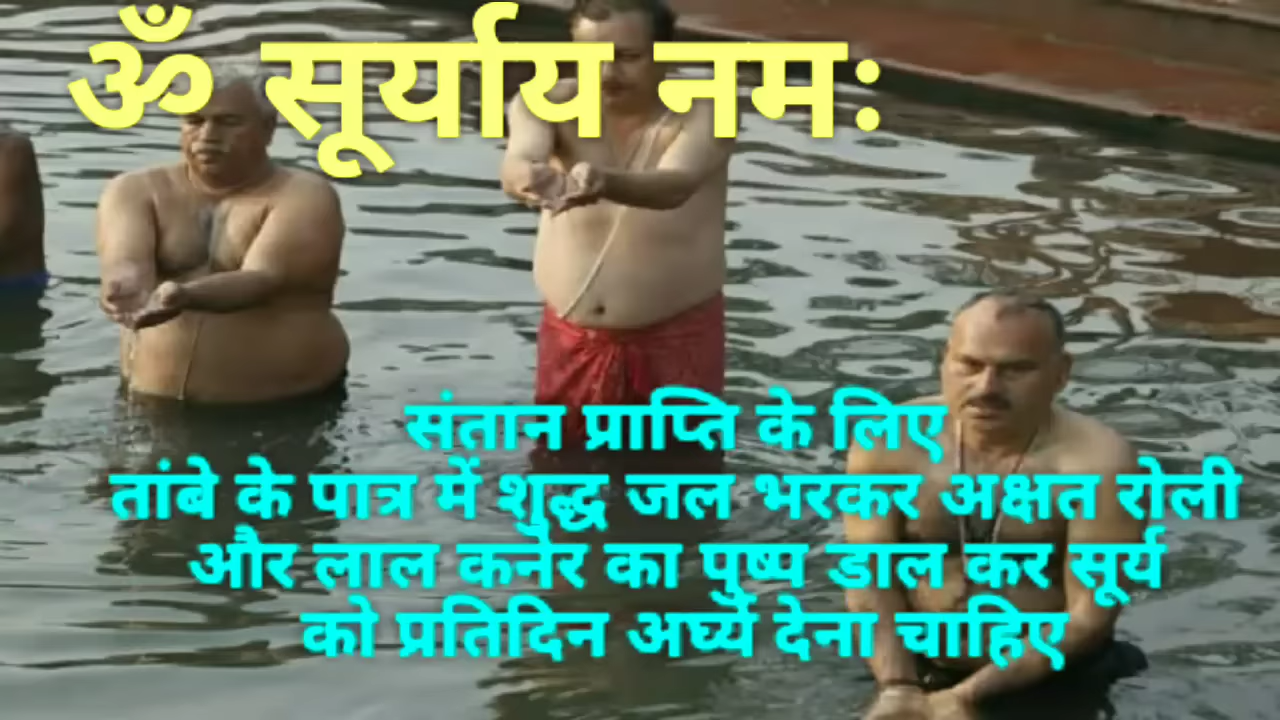 ॐ सूर्याय नमः
संतान प्राप्ति के लिए
तांबे के पात्र में शुद्ध जल भरकर अक्षत रोली
और लाल कनेर का पुष्प डाल कर सूर्य
को प्रतिदिन अर्घ्य देना चाहिए